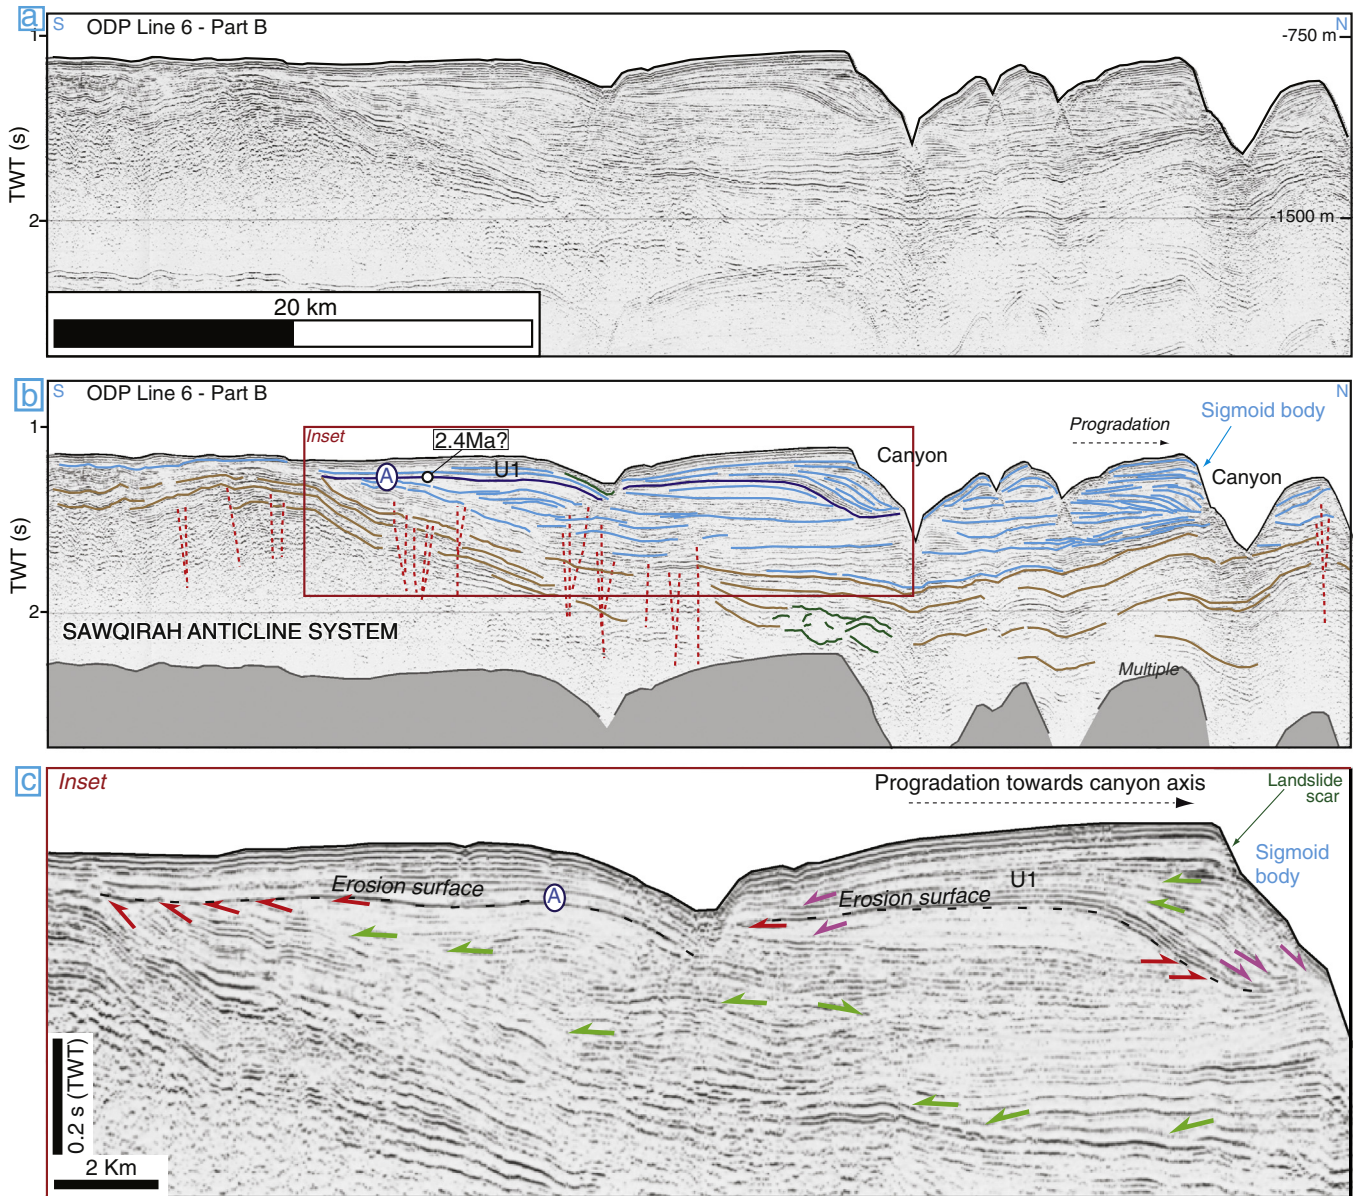 a
S
ODP Line 6 - Part B
N
1
-750 m
TWT (s)
2
-1500 m
20 km
b
S
ODP Line 6 - Part B
N
1
Inset
2.4Ma?
A
U1
Canyon
Progradation
Sigmoid body
Canyon
TWT (s)
2
SAWQIRAH ANTICLINE SYSTEM
Multiple
c
Inset
Progradation towards canyon axis
Landslide
scar
Sigmoid
body
Erosion surface
A
Erosion surface
U1
0.2 s (TWT)
2 Km